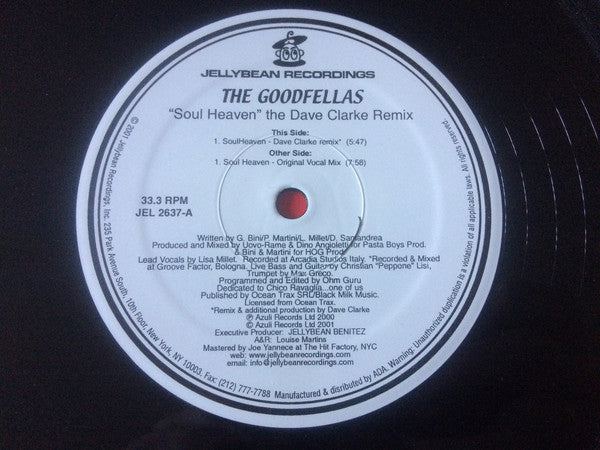 JELLYBEAN RECORDINGS
THE GOODFELLAS
"Soul Heaven" the Dave Clarke Remix
This Side:
1. SoulHeaven - Dave Clarke remix* (5:47)
Other Side:
1. Soul Heaven - Original Vocal Mix (7:58)
33.3 RPM
JEL 2637-A
Written by G. Bini/P. Martini/L. Millet/D. Santandrea
Produced and Mixed by Uovo-Rame & Dino Angioletti for Pasta Boys Prod.
& Bini & Martini for HOG Prod.
Lead Vocals by Lisa Millet. Recorded at Arcadia Studios Italy. *Recorded & Mixed
at Groove Factor, Bologna. Live Bass and Guitar by Christian "Peppone" Lisi,
Trumpet by Max Greco.
Programmed and Edited by Ohm Guru
Dedicated to Chico Ravaglia...one of us
Published by Ocean Trax SRL/Black Milk Music.
Licensed from Ocean Trax.
*Remix & additional production by Dave Clarke
℗ Azuli Records Ltd 2000
© Azuli Records Ltd 2001
Executive Producer: JELLYBEAN BENITEZ
A&R: Louise Martins
Mastered by Joe Yannece at The Hit Factory, NYC
web: www.jellybeanrecordings.com
email: info@jellybeanrecordings.com
© 2001 Jellybean Recordings, Inc. 235 Park Avenue South, 10th Floor, New York, NY 10003. Fax: (212) 777-7788 Manufactured & distributed by ADA. Warning. Unauthorized duplication is a violation of all applicable laws. All rights reserved.